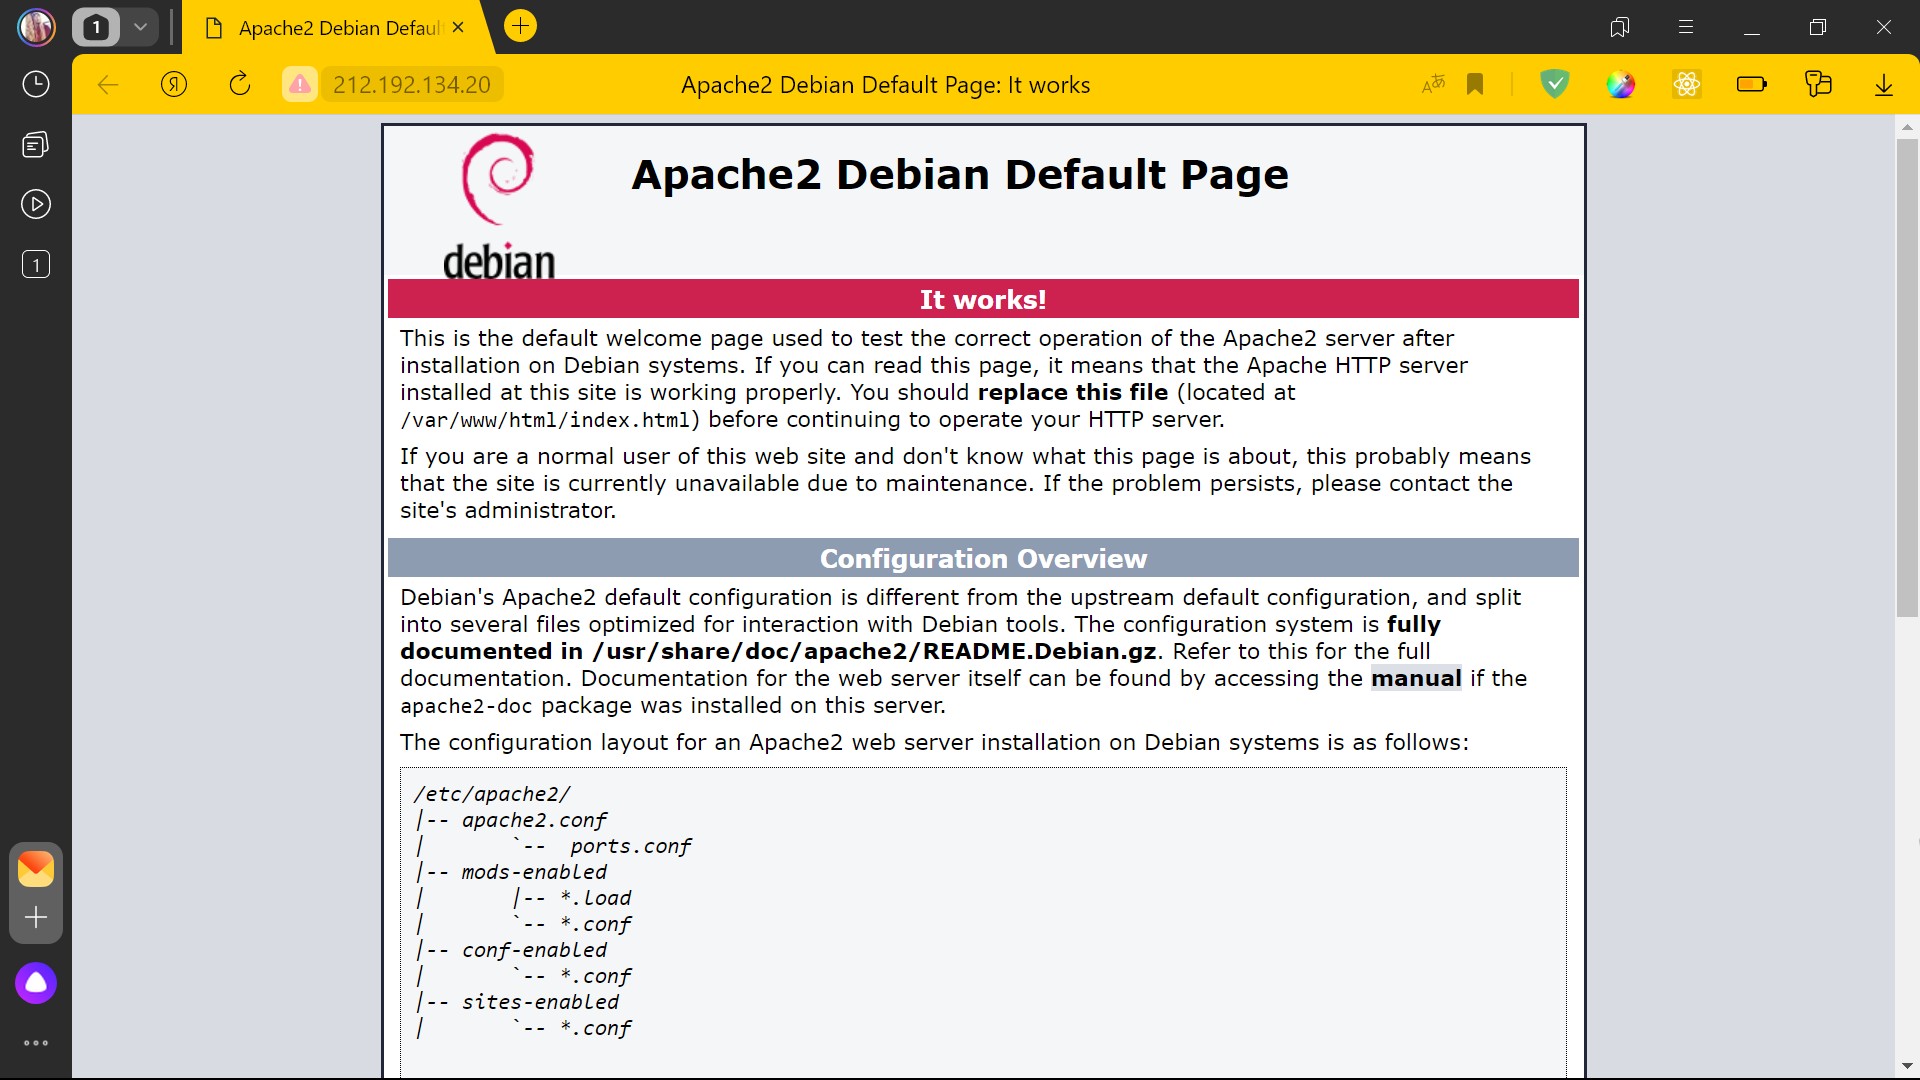 1
Apache2 Debian Defaul
Я
212.192.134.20
Apache2 Debian Default Page: It works
1
debian
Apache2 Debian Default Page
It works!
This is the default welcome page used to test the correct operation of the Apache2 server after
installation on Debian systems. If you can read this page, it means that the Apache HTTP server
installed at this site is working properly. You should replace this file (located at
/var/www/html/index.html) before continuing to operate your HTTP server.
If you are a normal user of this web site and don't know what this page is about, this probably means
that the site is currently unavailable due to maintenance. If the problem persists, please contact the
site's administrator.
Configuration Overview
Debian's Apache2 default configuration is different from the upstream default configuration, and split
into several files optimized for interaction with Debian tools. The configuration system is fully
documented in /usr/share/doc/apache2/README.Debian.gz. Refer to this for the full
documentation. Documentation for the web server itself can be found by accessing the manual if the
apache2-doc package was installed on this server.
The configuration layout for an Apache2 web server installation on Debian systems is as follows:
/etc/apache2/
|-- apache2.conf
|       `--  ports.conf
|-- mods-enabled
|       |-- *.load
|       `-- *.conf
|-- conf-enabled
|       `-- *.conf
|-- sites-enabled
|       `-- *.conf